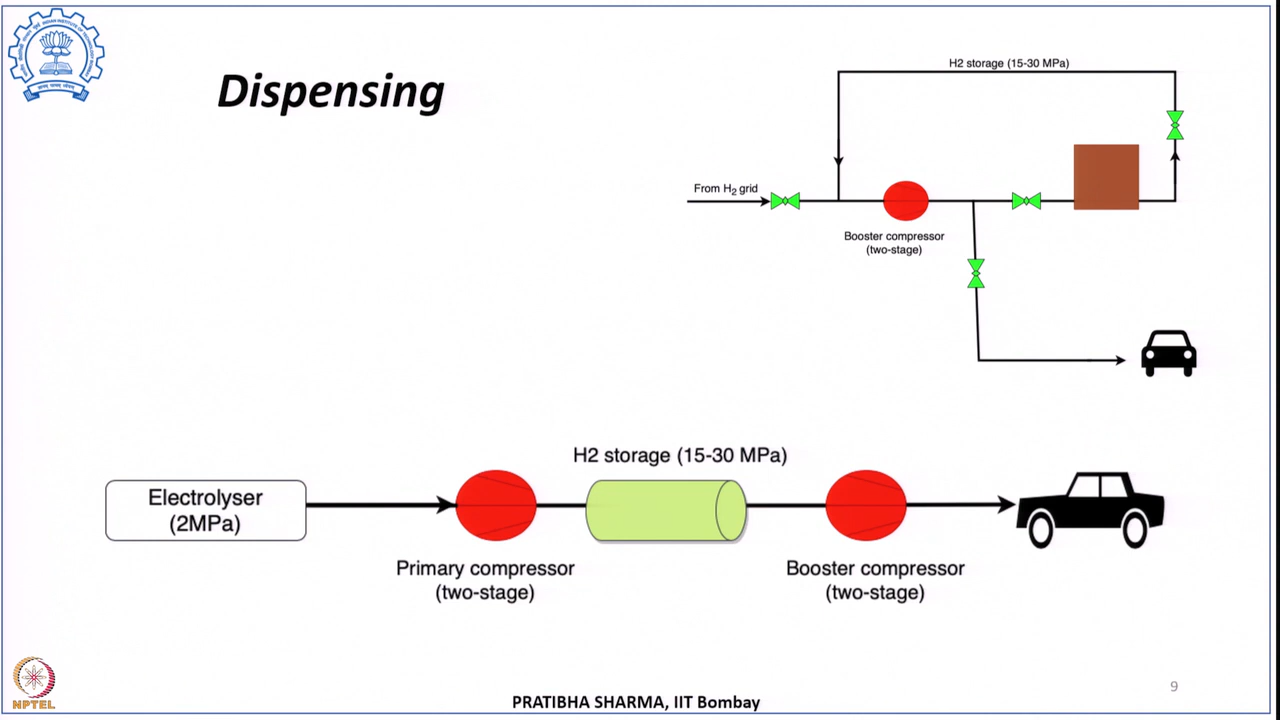 Dispensing
H2 storage (15-30 MPa)
From H2 grid
Booster compressor
(two-stage)
H2 storage (15-30 MPa)
Electrolyser
(2MPa)
Primary compressor
(two-stage)
Booster compressor
(two-stage)
9
NPTEL
PRATIBHA SHARMA, IIT Bombay